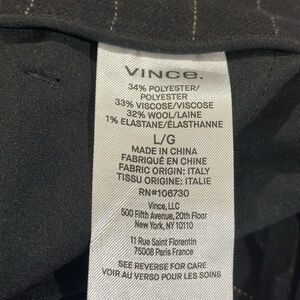 VINCE.
34% POLYESTER/
POLYESTER
33% VISCOSE/VISCOSE
32% WOOL/LAINE
1% ELASTANE/ÉLASTHANNE
L/G
MADE IN CHINA
FABRIQUÉ EN CHINE
FABRIC ORIGIN: ITALY
TISSU ORIGINE: ITALIE
RN#106730
Vince, LLC
500 Fifth Avenue, 20th Floor
New York, NY 10110
11 Rue Saint Florentin
75008 Paris France
SEE REVERSE FOR CARE
VOIR AU VERSO POUR LES SOINS